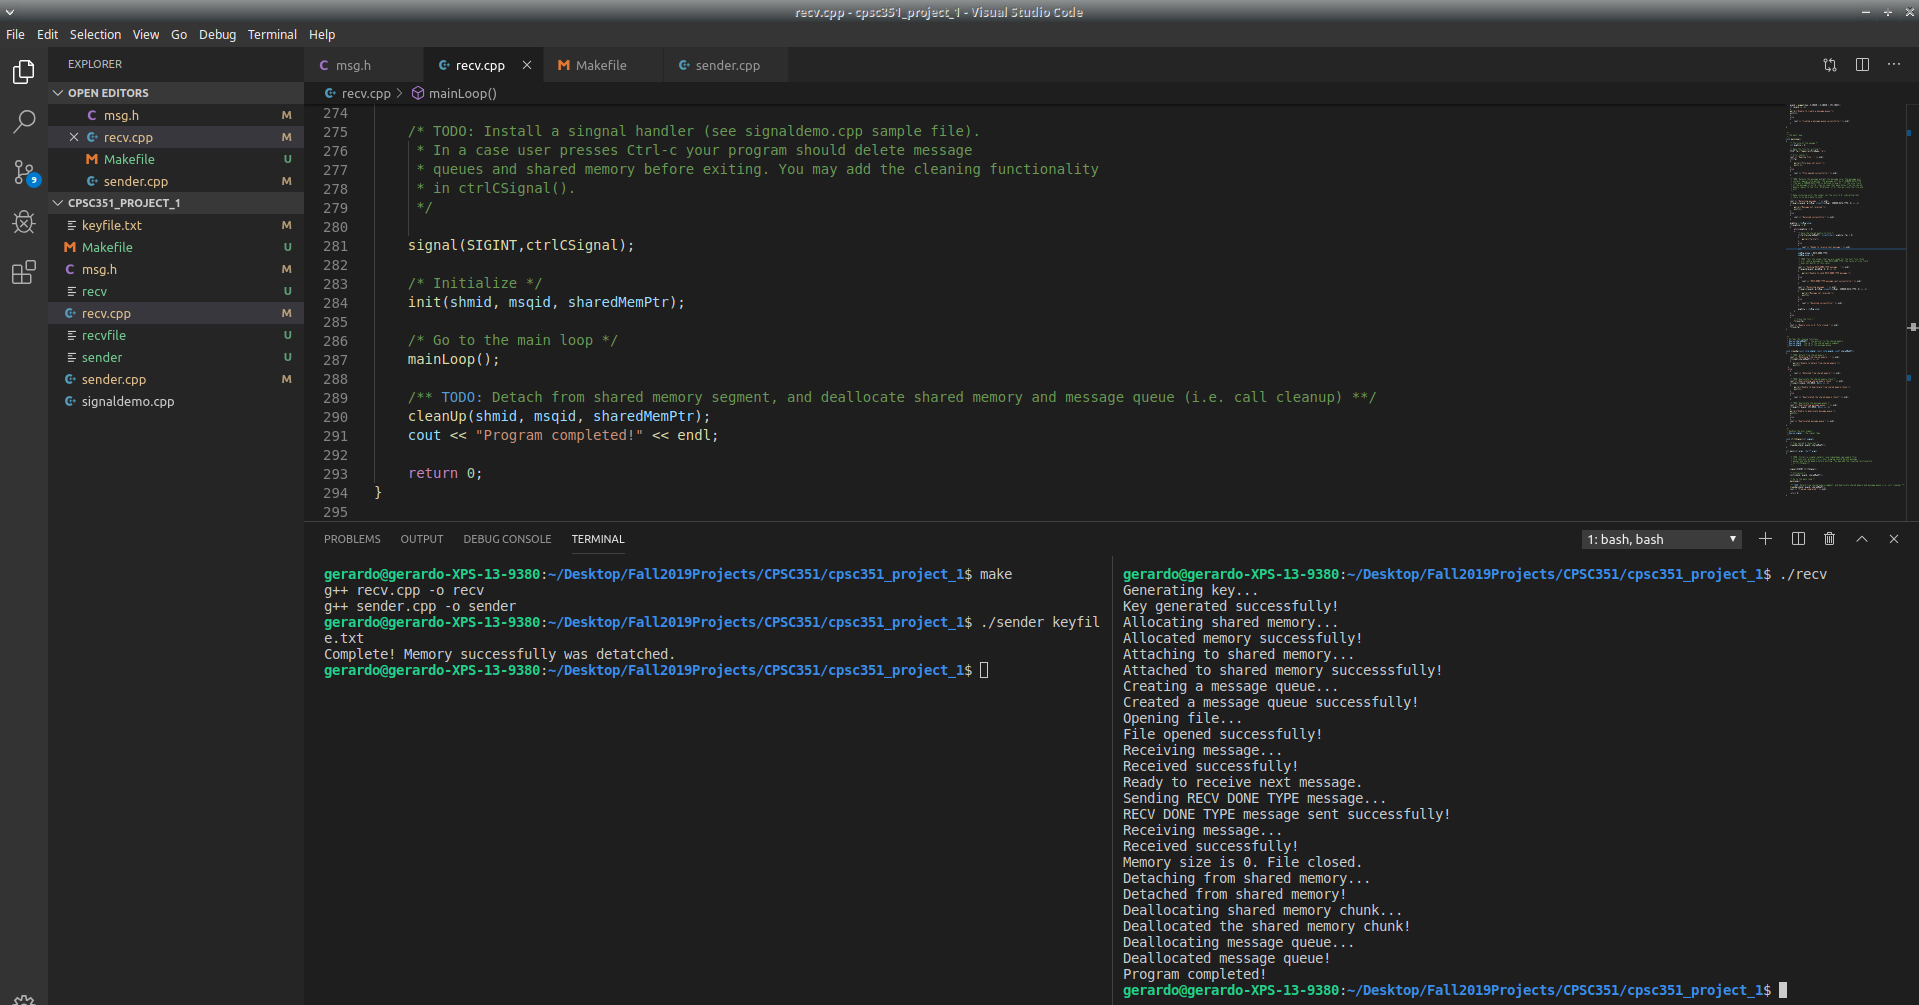 recv.cpp - cpsc351_project_1 - Visual Studio Code
File Edit Selection View Go Debug Terminal Help
EXPLORER
OPEN EDITORS
msg.h M
recv.cpp M
Makefile U
sender.cpp M
CPSC351_PROJECT_1
keyfile.txt M
Makefile U
msg.h M
recv U
recv.cpp M
recvfile U
sender U
sender.cpp M
signaldemo.cpp
9
msg.h recv.cpp Makefile sender.cpp
recv.cpp > mainLoop()
274
275 /* TODO: Install a singnal handler (see signaldemo.cpp sample file).
276 * In a case user presses Ctrl-c your program should delete message
277 * queues and shared memory before exiting. You may add the cleaning functionality
278 * in ctrlCSignal().
279 */
280
281 signal(SIGINT,ctrlCSignal);
282
283 /* Initialize */
284 init(shmid, msqid, sharedMemPtr);
285
286 /* Go to the main loop */
287 mainLoop();
288
289 /** TODO: Detach from shared memory segment, and deallocate shared memory and message queue (i.e. call cleanup) **/
290 cleanUp(shmid, msqid, sharedMemPtr);
291 cout << "Program completed!" << endl;
292
293 return 0;
294 }
295
PROBLEMS OUTPUT DEBUG CONSOLE TERMINAL
1: bash, bash
gerardo@gerardo-XPS-13-9380:~/Desktop/Fall2019Projects/CPSC351/cpsc351_project_1$ make
g++ recv.cpp -o recv
g++ sender.cpp -o sender
gerardo@gerardo-XPS-13-9380:~/Desktop/Fall2019Projects/CPSC351/cpsc351_project_1$ ./sender keyfil
e.txt
Complete! Memory successfully was detatched.
gerardo@gerardo-XPS-13-9380:~/Desktop/Fall2019Projects/CPSC351/cpsc351_project_1$
gerardo@gerardo-XPS-13-9380:~/Desktop/Fall2019Projects/CPSC351/cpsc351_project_1$ ./recv
Generating key...
Key generated successfully!
Allocating shared memory...
Allocated memory successfully!
Attaching to shared memory...
Attached to shared memory successsfully!
Creating a message queue...
Created a message queue successfully!
Opening file...
File opened successfully!
Receiving message...
Received successfully!
Ready to receive next message.
Sending RECV DONE TYPE message...
RECV DONE TYPE message sent successfully!
Receiving message...
Received successfully!
Memory size is 0. File closed.
Detaching from shared memory...
Detached from shared memory!
Deallocating shared memory chunk...
Deallocated the shared memory chunk!
Deallocating message queue...
Deallocated message queue!
Program completed!
gerardo@gerardo-XPS-13-9380:~/Desktop/Fall2019Projects/CPSC351/cpsc351_project_1$